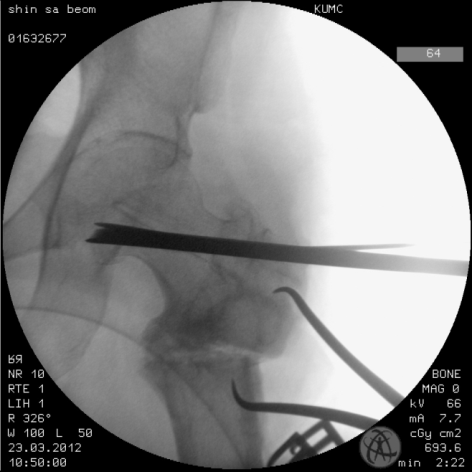 shin sa beom
KUMC
01632677
64
RR
NR 10
RTE 1
LIH 1
R 326°
W 100 L 50
23.03.2012
10:50:00
BONE
MAG 0
kV 66
mA 7.7
cGy cm2
693.6
min 2:22